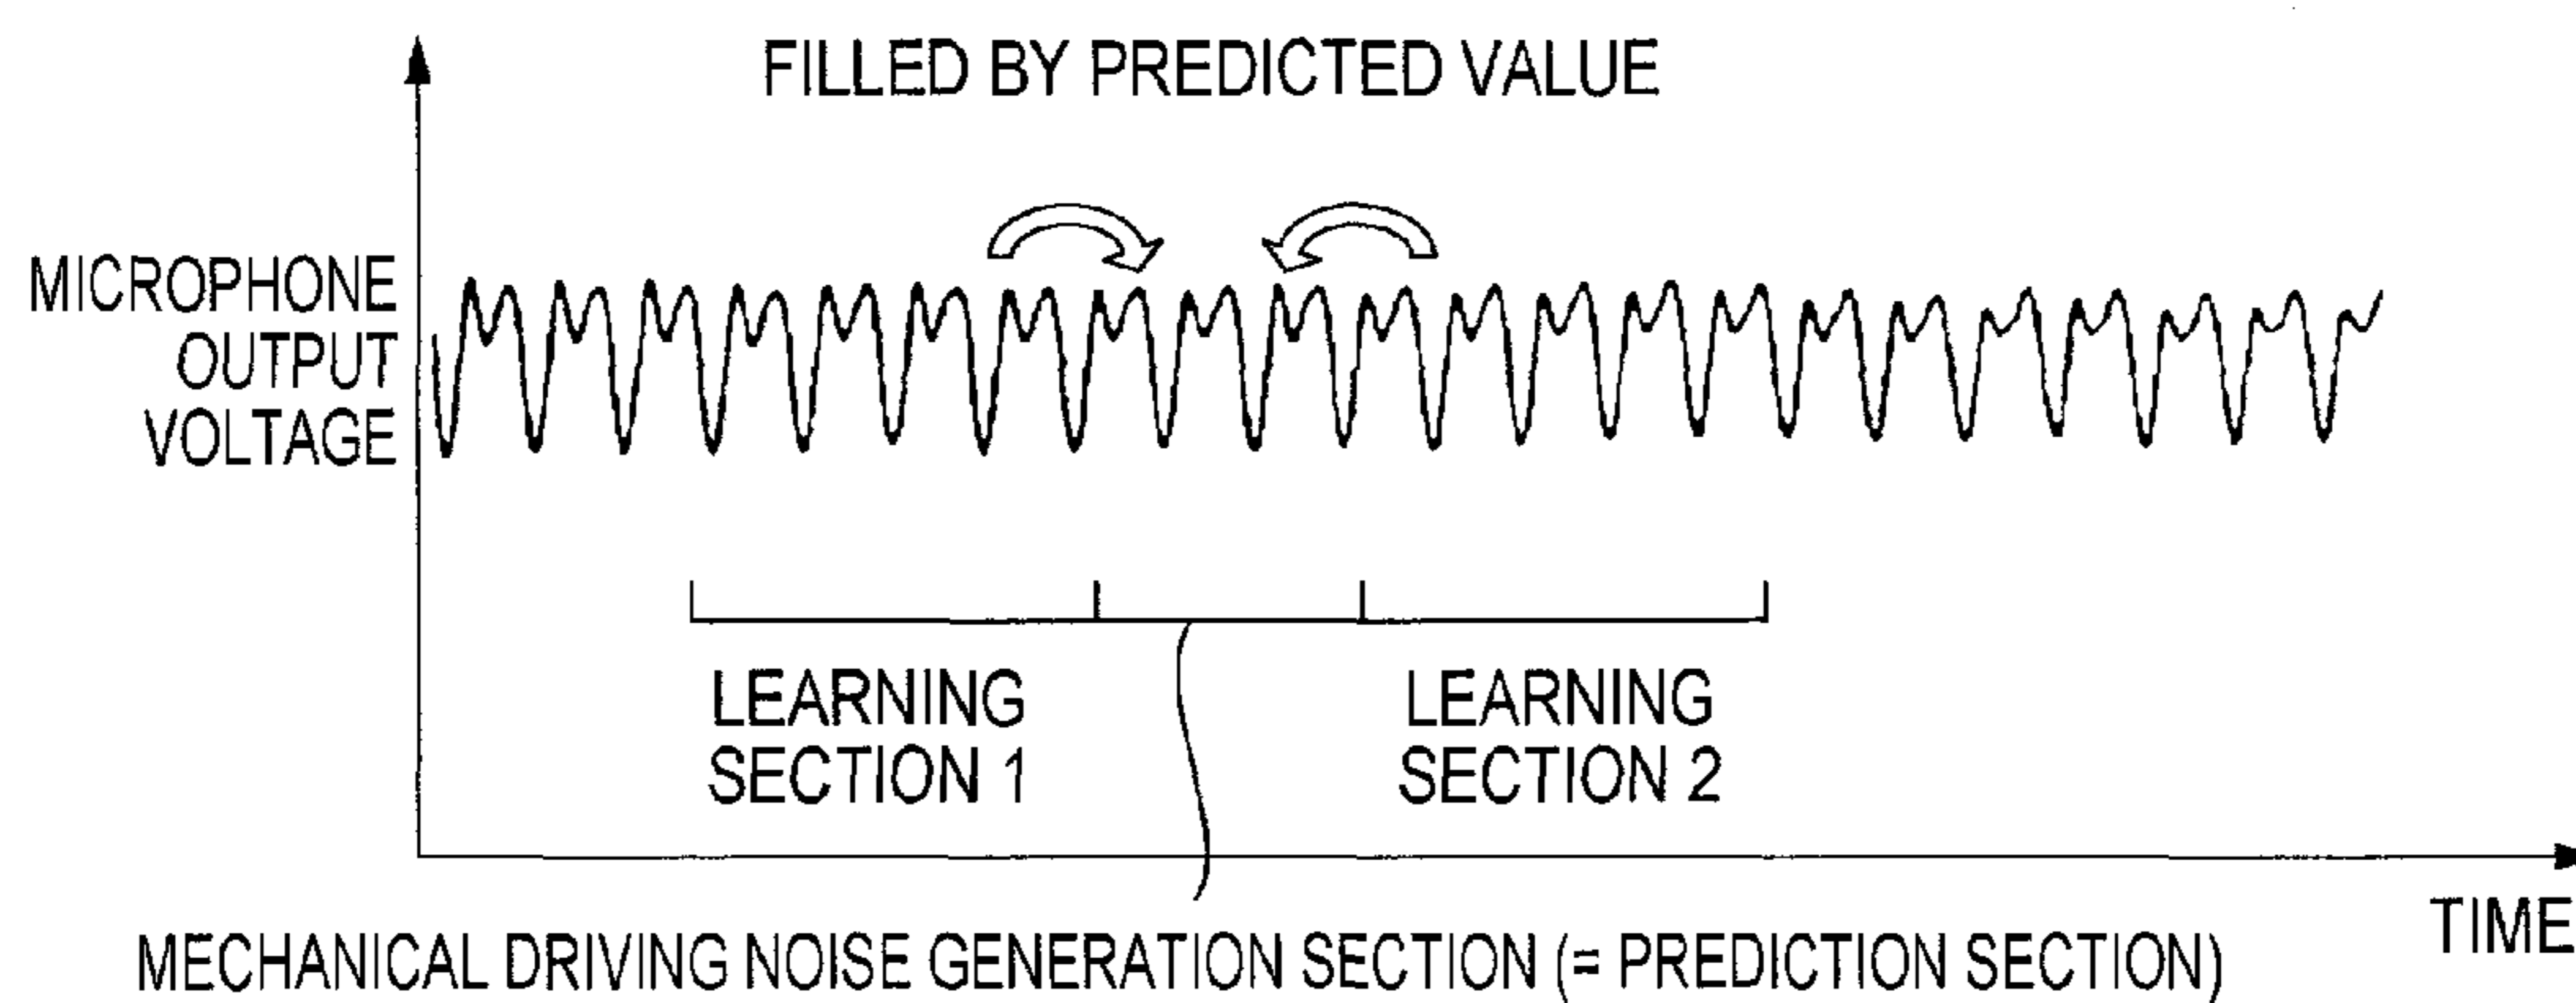 FILLED BY PREDICTED VALUE
MICROPHONE
OUTPUT
VOLTAGE
LEARNING
SECTION 1
LEARNING
SECTION 2
TIME
MECHANICAL DRIVING NOISE GENERATION SECTION (= PREDICTION SECTION)